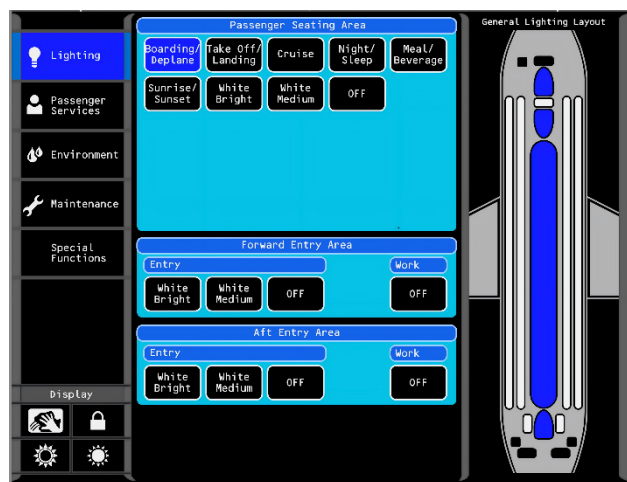 Passenger Seating Area
General Lighting Layout
Lighting
Boarding/
Deplane
Take Off/
Landing
Cruise
Night/
Sleep
Meal/
Beverage
Sunrise/
Sunset
White
Bright
White
Medium
OFF
Passenger
Services
Environment
Maintenance
Special
Functions
Forward Entry Area
Entry
Work
White
Bright
White
Medium
OFF
OFF
Aft Entry Area
Entry
Work
White
Bright
White
Medium
OFF
OFF
Display